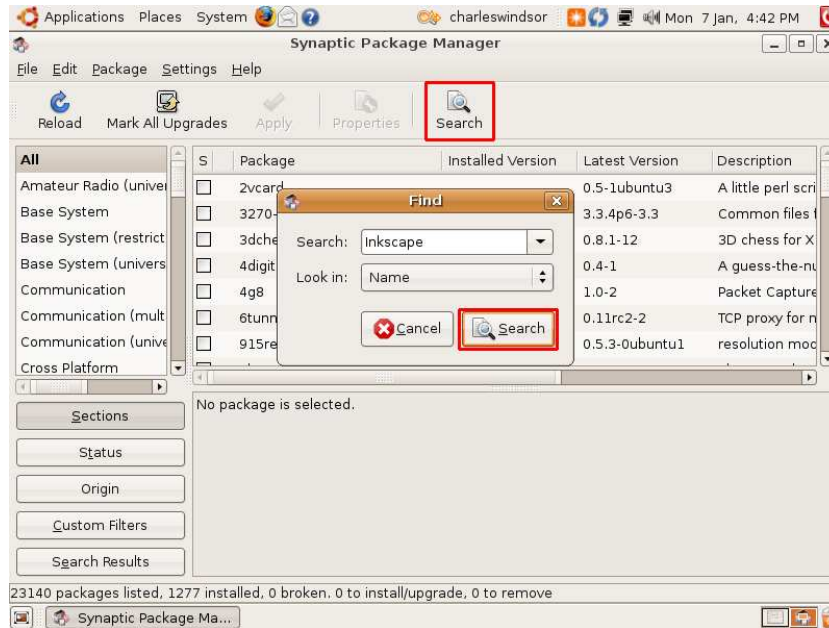 Applications Places System charleswindsor Mon 7 Jan, 4:42 PM
Synaptic Package Manager
File Edit Package Settings Help
Reload Mark All Upgrades Apply Properties Search
All
Amateur Radio (univer
Base System
Base System (restrict
Base System (univers
Communication
Communication (mult
Communication (unive
Cross Platform
S Package Installed Version Latest Version Description
2vcard 0.5-1ubuntu3 A little perl scri
3270- 3.3.4p6-3.3 Common files f
3dche 0.8.1-12 3D chess for X
4digit 0.4-1 A guess-the-nu
4g8 1.0-2 Packet Capture
6tunn 0.11rc2-2 TCP proxy for n
915re 0.5.3-0ubuntu1 resolution mod
Find
Search: Inkscape
Look in: Name
Cancel Search
No package is selected.
Sections
Status
Origin
Custom Filters
Search Results
23140 packages listed, 1277 installed, 0 broken. 0 to install/upgrade, 0 to remove
Synaptic Package Ma...